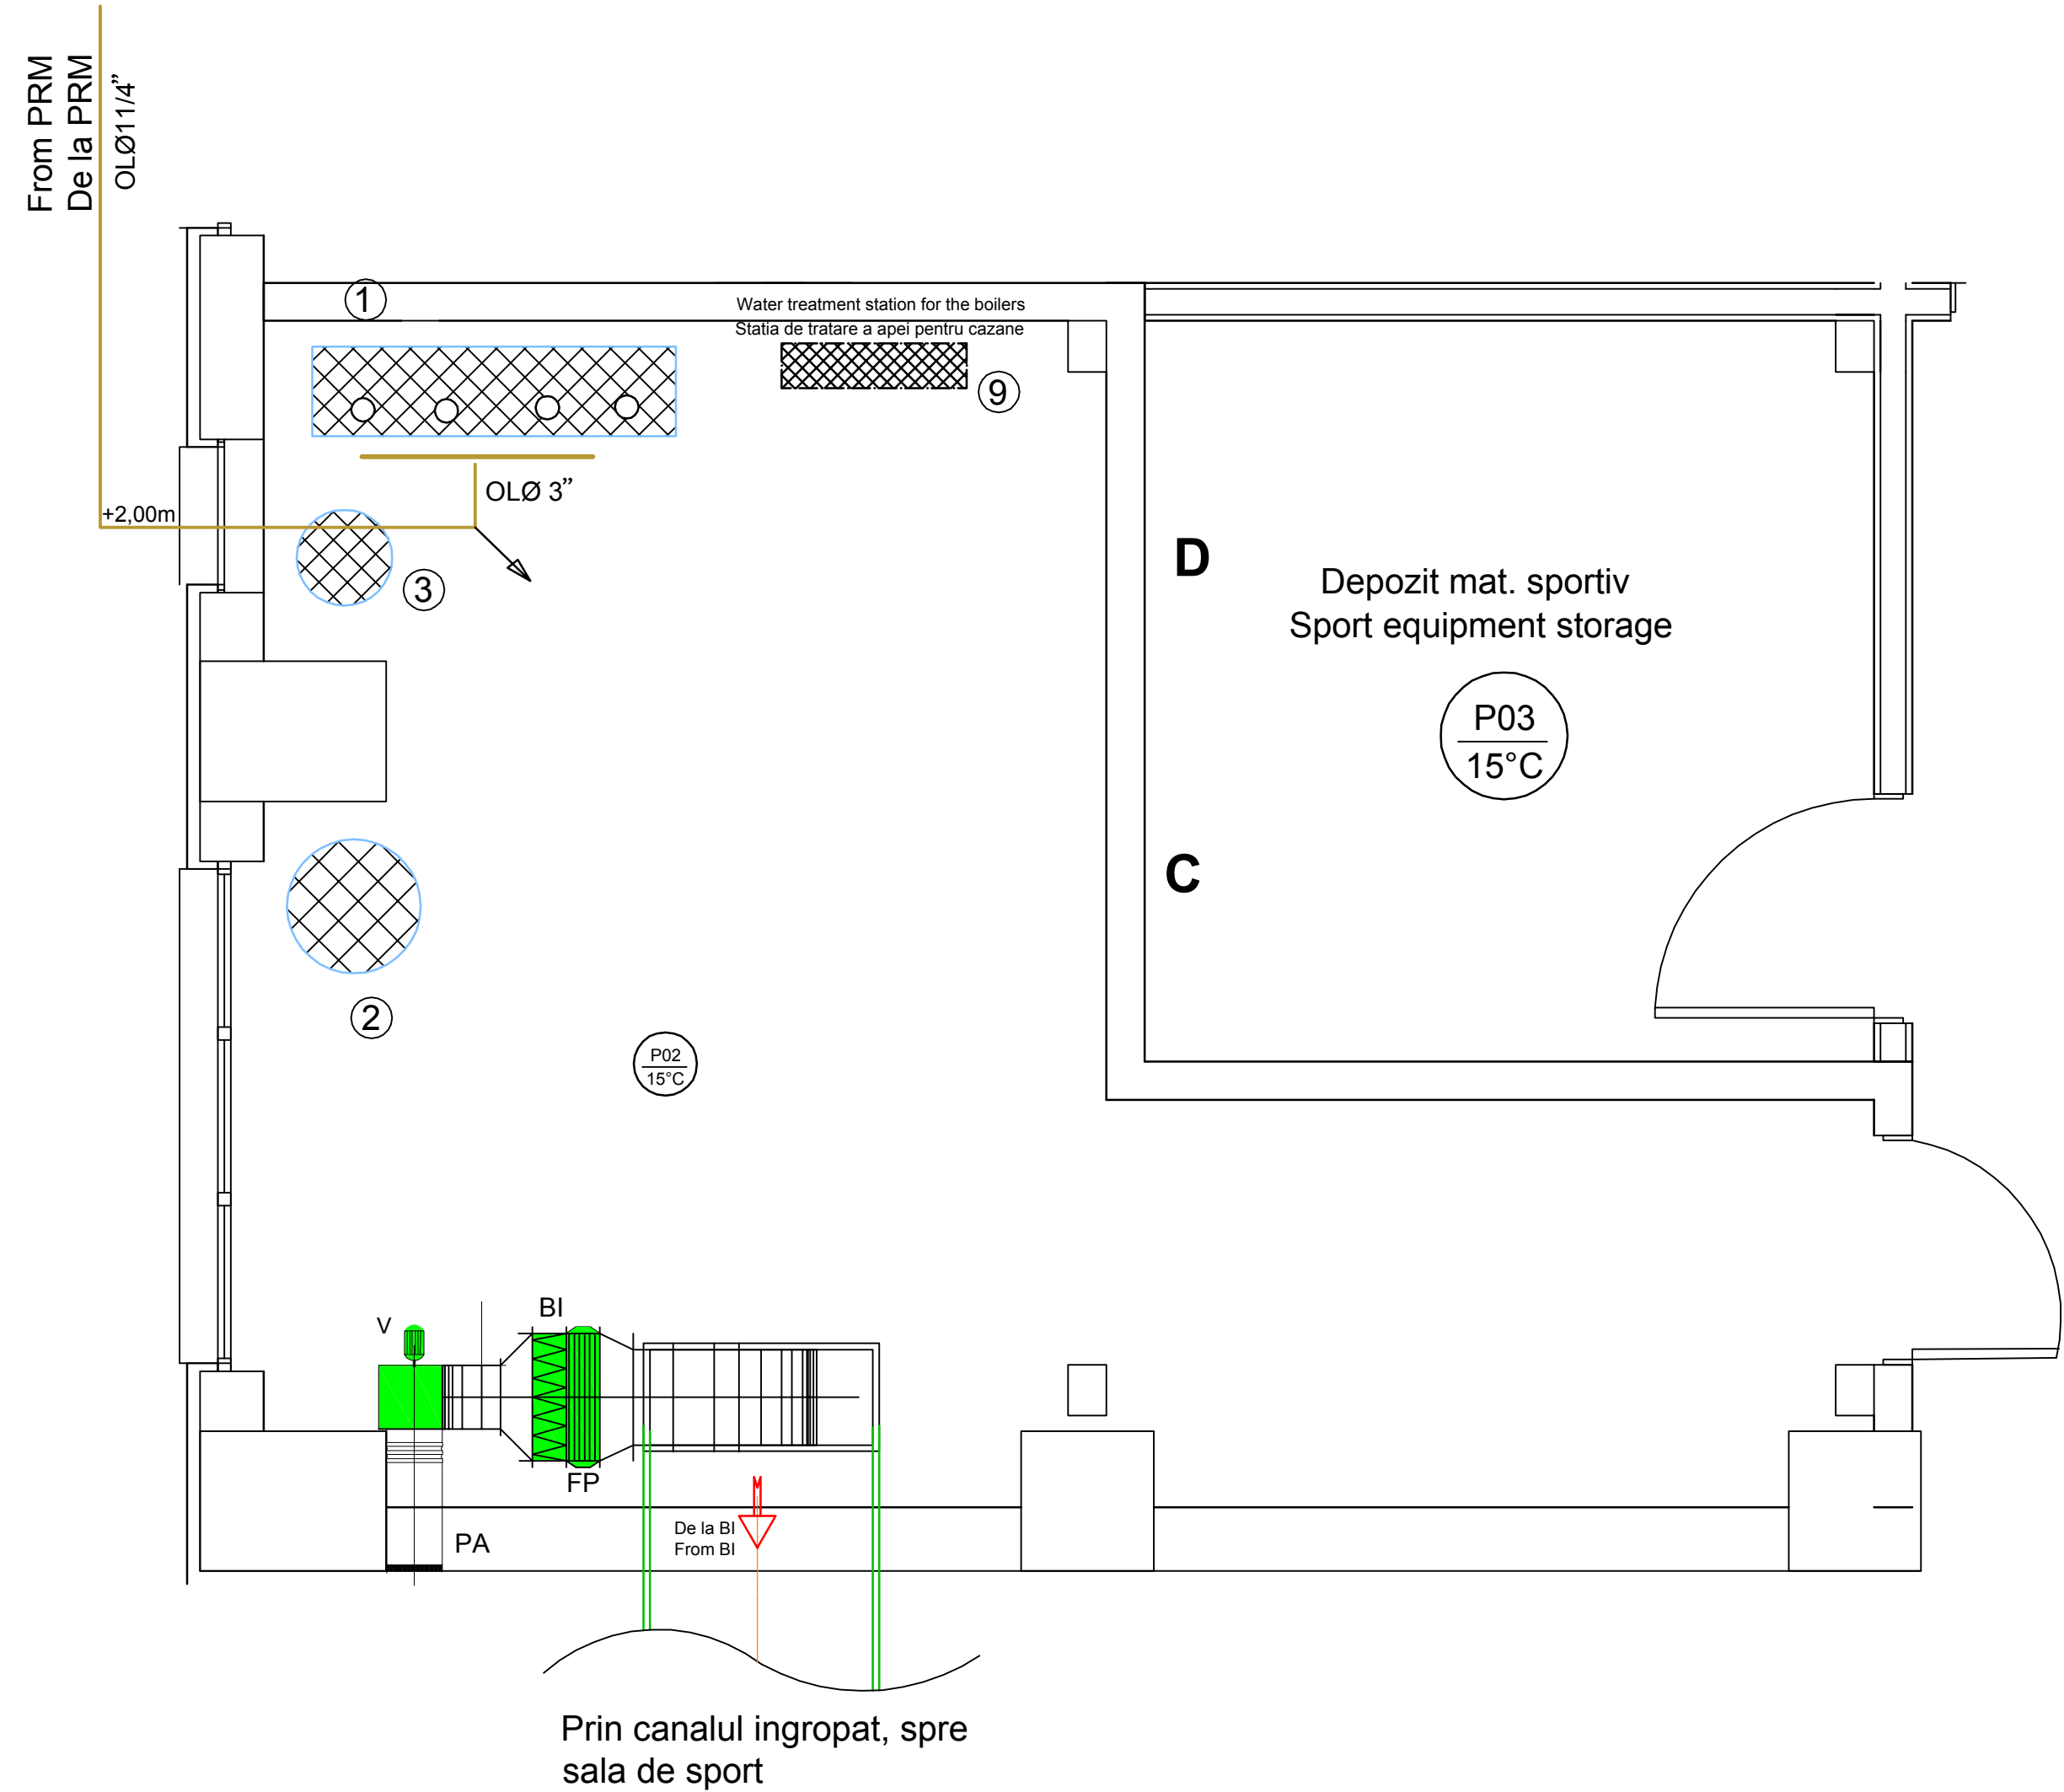 From PRM
De la PRM
OLØ11/4”
1
Water treatment station for the boilers
Statia de tratare a apei pentru cazane
9
OLØ 3”
+2,00m
3
D
Depozit mat. sportiv
Sport equipment storage
P03
15°C
C
2
P02
15°C
BI
V
FP
PA
De la BI
From BI
Prin canalul ingropat, spre
sala de sport